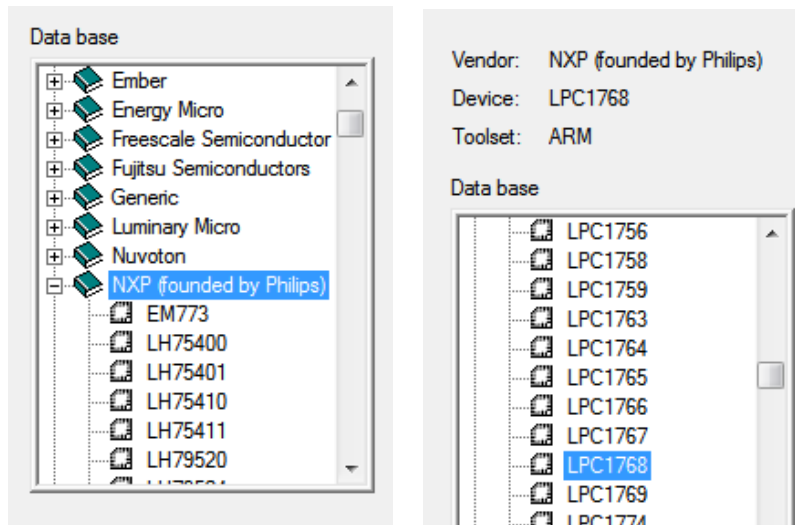 Data base
Ember
Energy Micro
Freescale Semiconductor
Fujitsu Semiconductors
Generic
Luminary Micro
Nuvoton
NXP (founded by Philips)
EM773
LH75400
LH75401
LH75410
LH75411
LH79520
Vendor: NXP (founded by Philips)
Device: LPC1768
Toolset: ARM
Data base
LPC1756
LPC1758
LPC1759
LPC1763
LPC1764
LPC1765
LPC1766
LPC1767
LPC1768
LPC1769
LPC1774